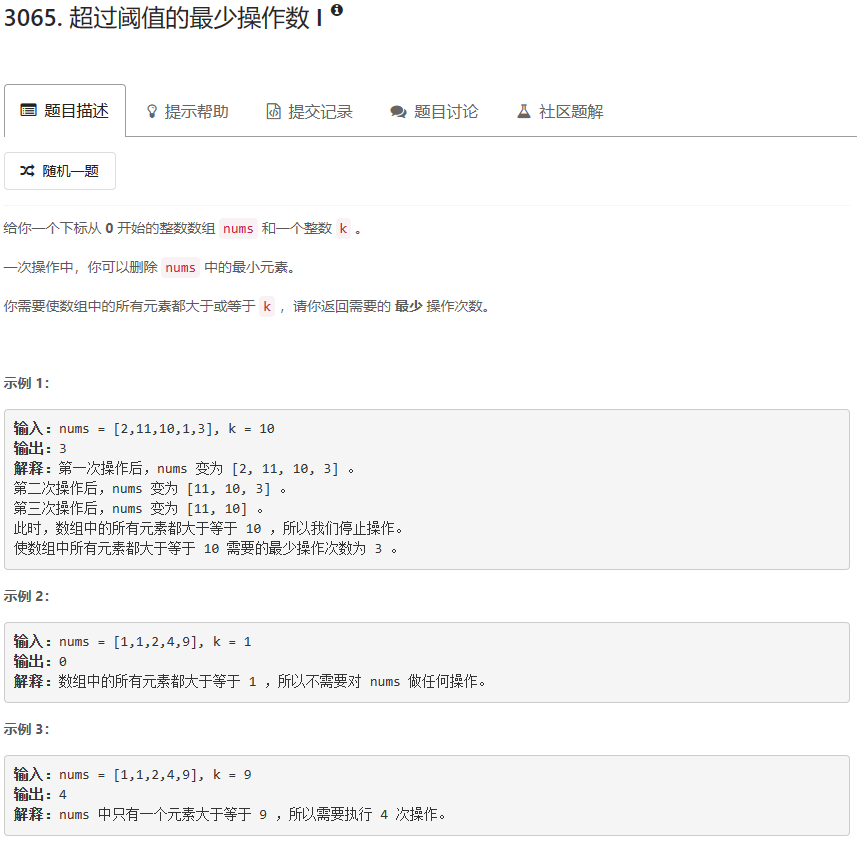 3065. 超过阈值的最少操作数 I
题目描述 提示帮助 提交记录 题目讨论 社区题解
随机一题
给你一个下标从 0 开始的整数数组 nums 和一个整数 k 。
一次操作中，你可以删除 nums 中的最小元素。
你需要使数组中的所有元素都大于或等于 k ，请你返回需要的 最少 操作次数。
示例 1：
输入：nums = [2,11,10,1,3], k = 10
输出：3
解释：第一次操作后，nums 变为 [2, 11, 10, 3] 。
第二次操作后，nums 变为 [11, 10, 3] 。
第三次操作后，nums 变为 [11, 10] 。
此时，数组中的所有元素都大于等于 10 ，所以我们停止操作。
使数组中所有元素都大于等于 10 需要的最少操作次数为 3 。
示例 2：
输入：nums = [1,1,2,4,9], k = 1
输出：0
解释：数组中的所有元素都大于等于 1 ，所以不需要对 nums 做任何操作。
示例 3：
输入：nums = [1,1,2,4,9], k = 9
输出：4
解释：nums 中只有一个元素大于等于 9 ，所以需要执行 4 次操作。